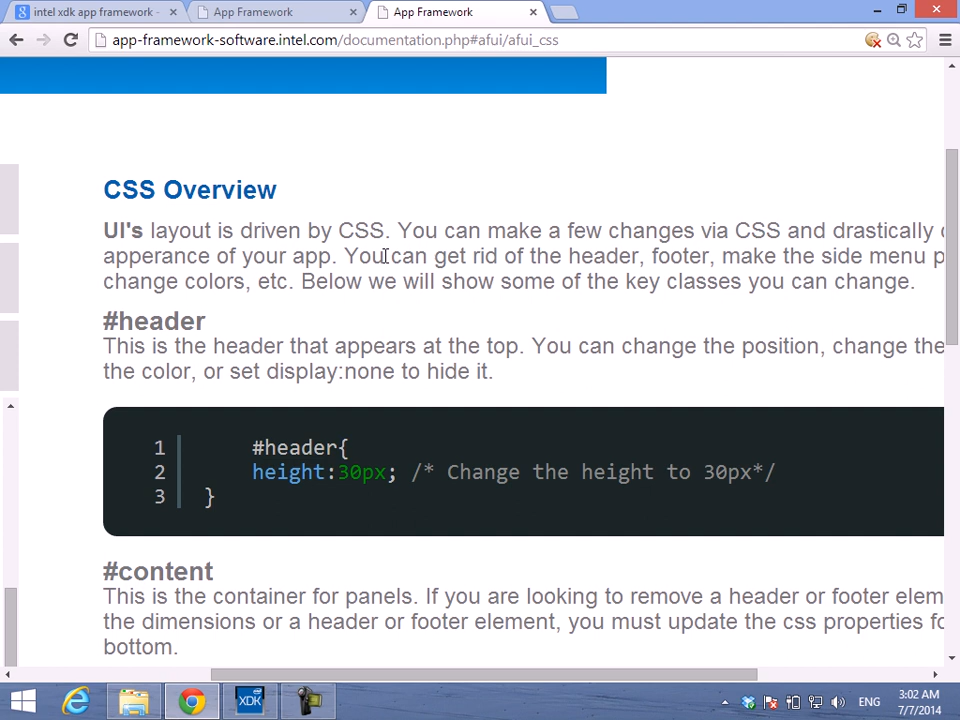 intel xdk app framework -
App Framework
App Framework
app-framework-software.intel.com/documentation.php#afui/afui_css
CSS Overview
UI's layout is driven by CSS. You can make a few changes via CSS and drastically
apperance of your app. You can get rid of the header, footer, make the side menu p
change colors, etc. Below we will show some of the key classes you can change.
#header
This is the header that appears at the top. You can change the position, change the
the color, or set display:none to hide it.
1 #header{
2 height:30px; /* Change the height to 30px*/
3 }
#content
This is the container for panels. If you are looking to remove a header or footer elem
the dimensions or a header or footer element, you must update the css properties fo
bottom.
XDK
ENG
3:02 AM
7/7/2014